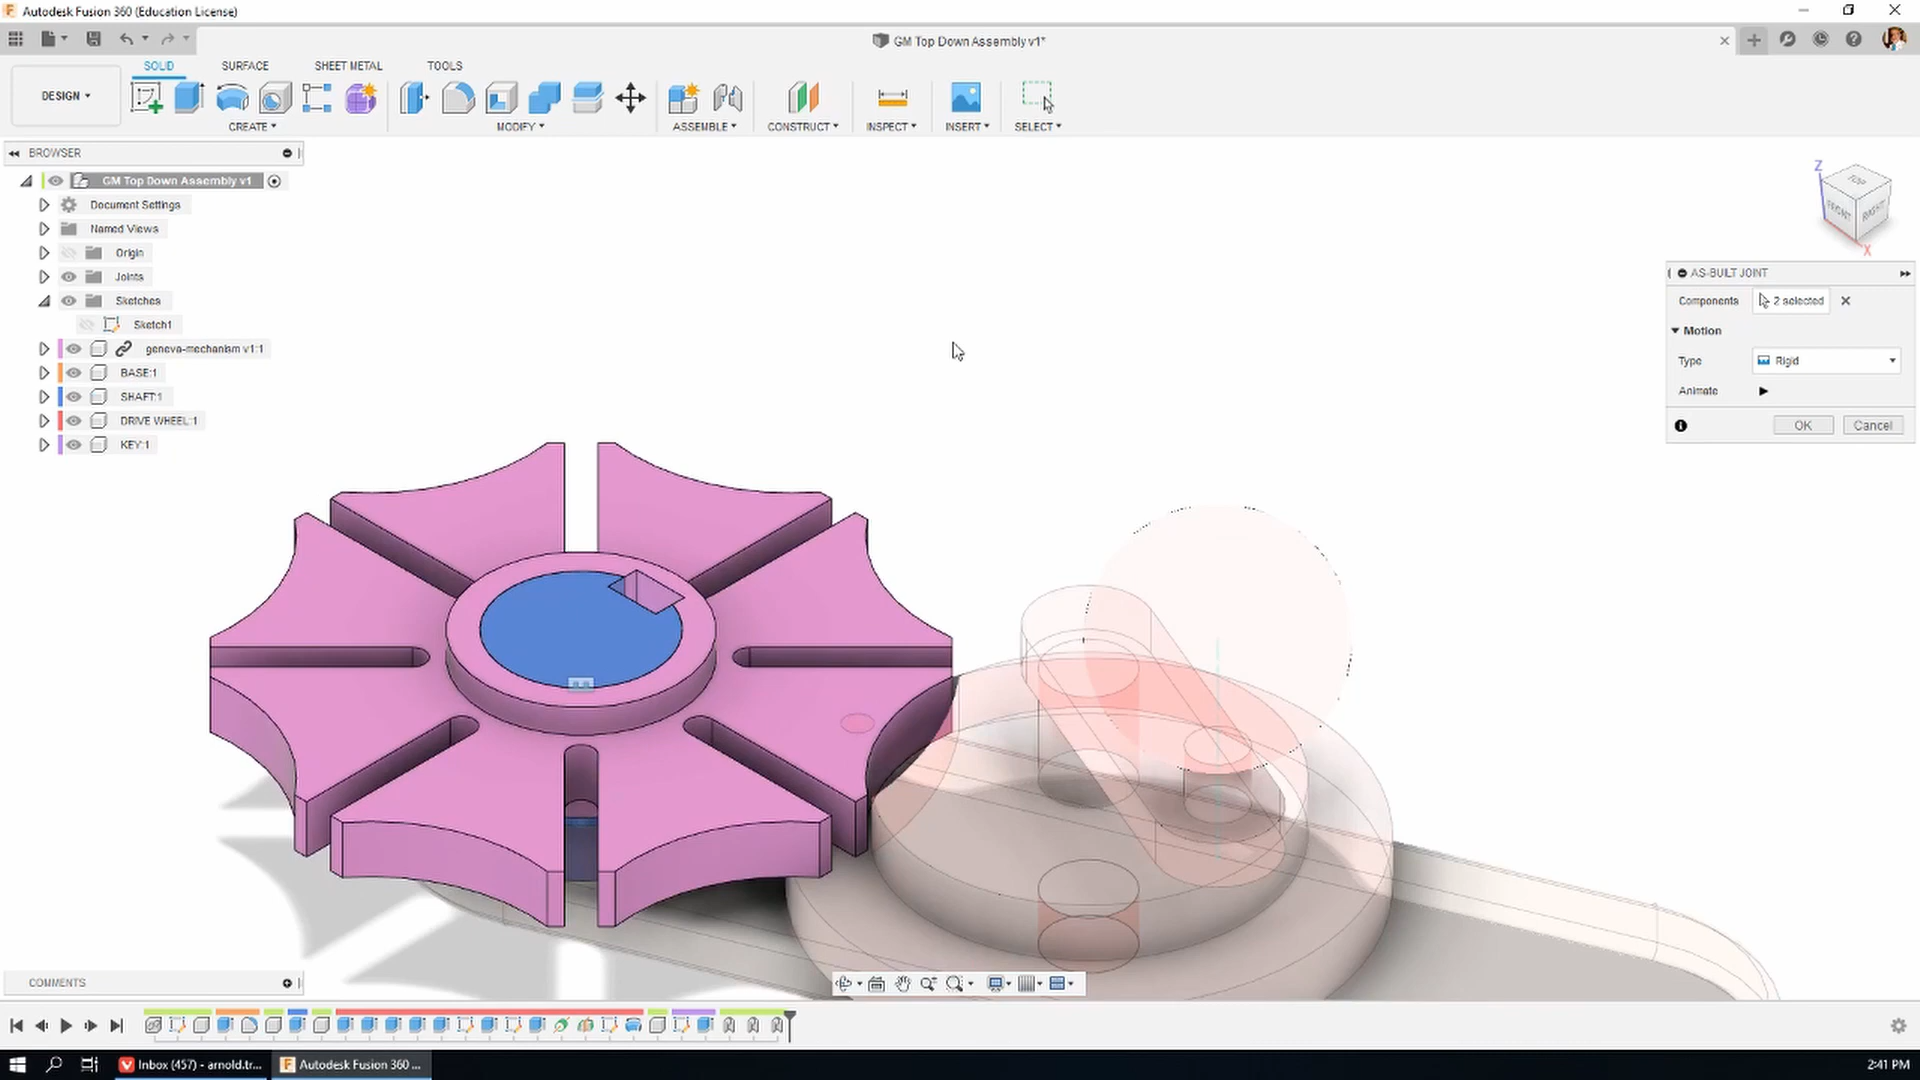 Autodesk Fusion 360 (Education License)
GM Top Down Assembly v1*
SOLID SURFACE SHEET METAL TOOLS
DESIGN
CREATE MODIFY ASSEMBLE CONSTRUCT INSPECT INSERT SELECT
BROWSER
GM Top Down Assembly v1
Document Settings
Named Views
Origin
Joints
Sketches
Sketch1
geneva-mechanism v1:1
BASE:1
SHAFT:1
DRIVE WHEEL:1
KEY:1
Z
TOP
FRONT
RIGHT
X
AS-BUILT JOINT
Components 2 selected
Motion
Type Rigid
Animate
OK Cancel
COMMENTS
Inbox (457) - arnold.tr...
Autodesk Fusion 360 ...
2:41 PM